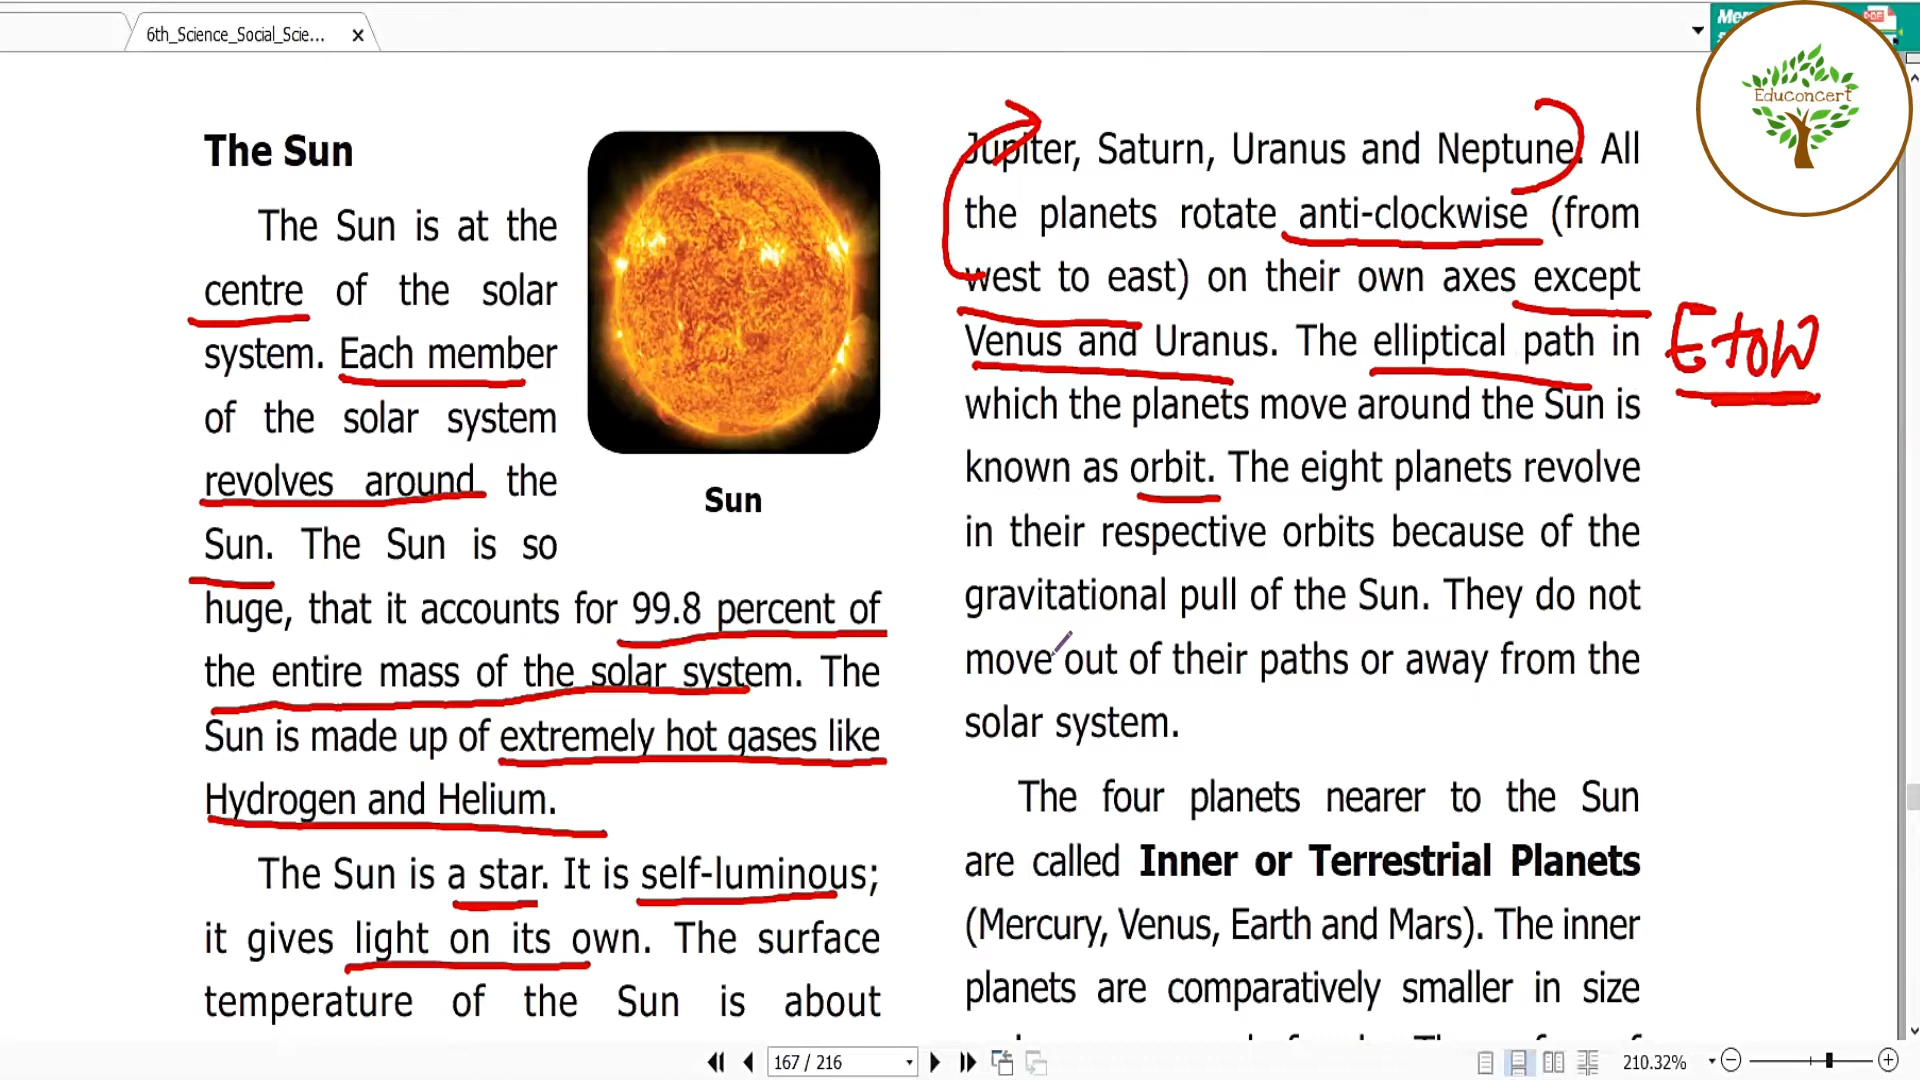 6th_Science_Social_Scie...
Educoncert
The Sun
The Sun is at the
centre of the solar
system. Each member
of the solar system
revolves around the
Sun. The Sun is so
huge, that it accounts for 99.8 percent of
the entire mass of the solar system. The
Sun is made up of extremely hot gases like
Hydrogen and Helium.
The Sun is a star. It is self-luminous;
it gives light on its own. The surface
temperature of the Sun is about
Sun
Jupiter, Saturn, Uranus and Neptune. All
the planets rotate anti-clockwise (from
west to east) on their own axes except
Venus and Uranus. The elliptical path in
which the planets move around the Sun is
known as orbit. The eight planets revolve
in their respective orbits because of the
gravitational pull of the Sun. They do not
move out of their paths or away from the
solar system.
The four planets nearer to the Sun
are called Inner or Terrestrial Planets
(Mercury, Venus, Earth and Mars). The inner
planets are comparatively smaller in size
E to W
167 / 216
210.32%